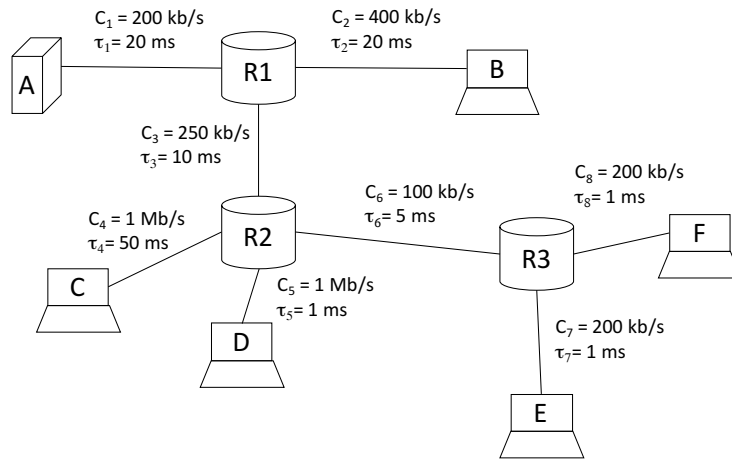 C₁ = 200 kb/s
τ₁= 20 ms
C₂ = 400 kb/s
τ₂= 20 ms
A
R1
B
C₃ = 250 kb/s
τ₃= 10 ms
C₄ = 1 Mb/s
τ₄= 50 ms
C₆ = 100 kb/s
τ₆= 5 ms
C₈ = 200 kb/s
τ₈= 1 ms
R2
R3
F
C
C₅ = 1 Mb/s
τ₅= 1 ms
D
C₇ = 200 kb/s
τ₇= 1 ms
E